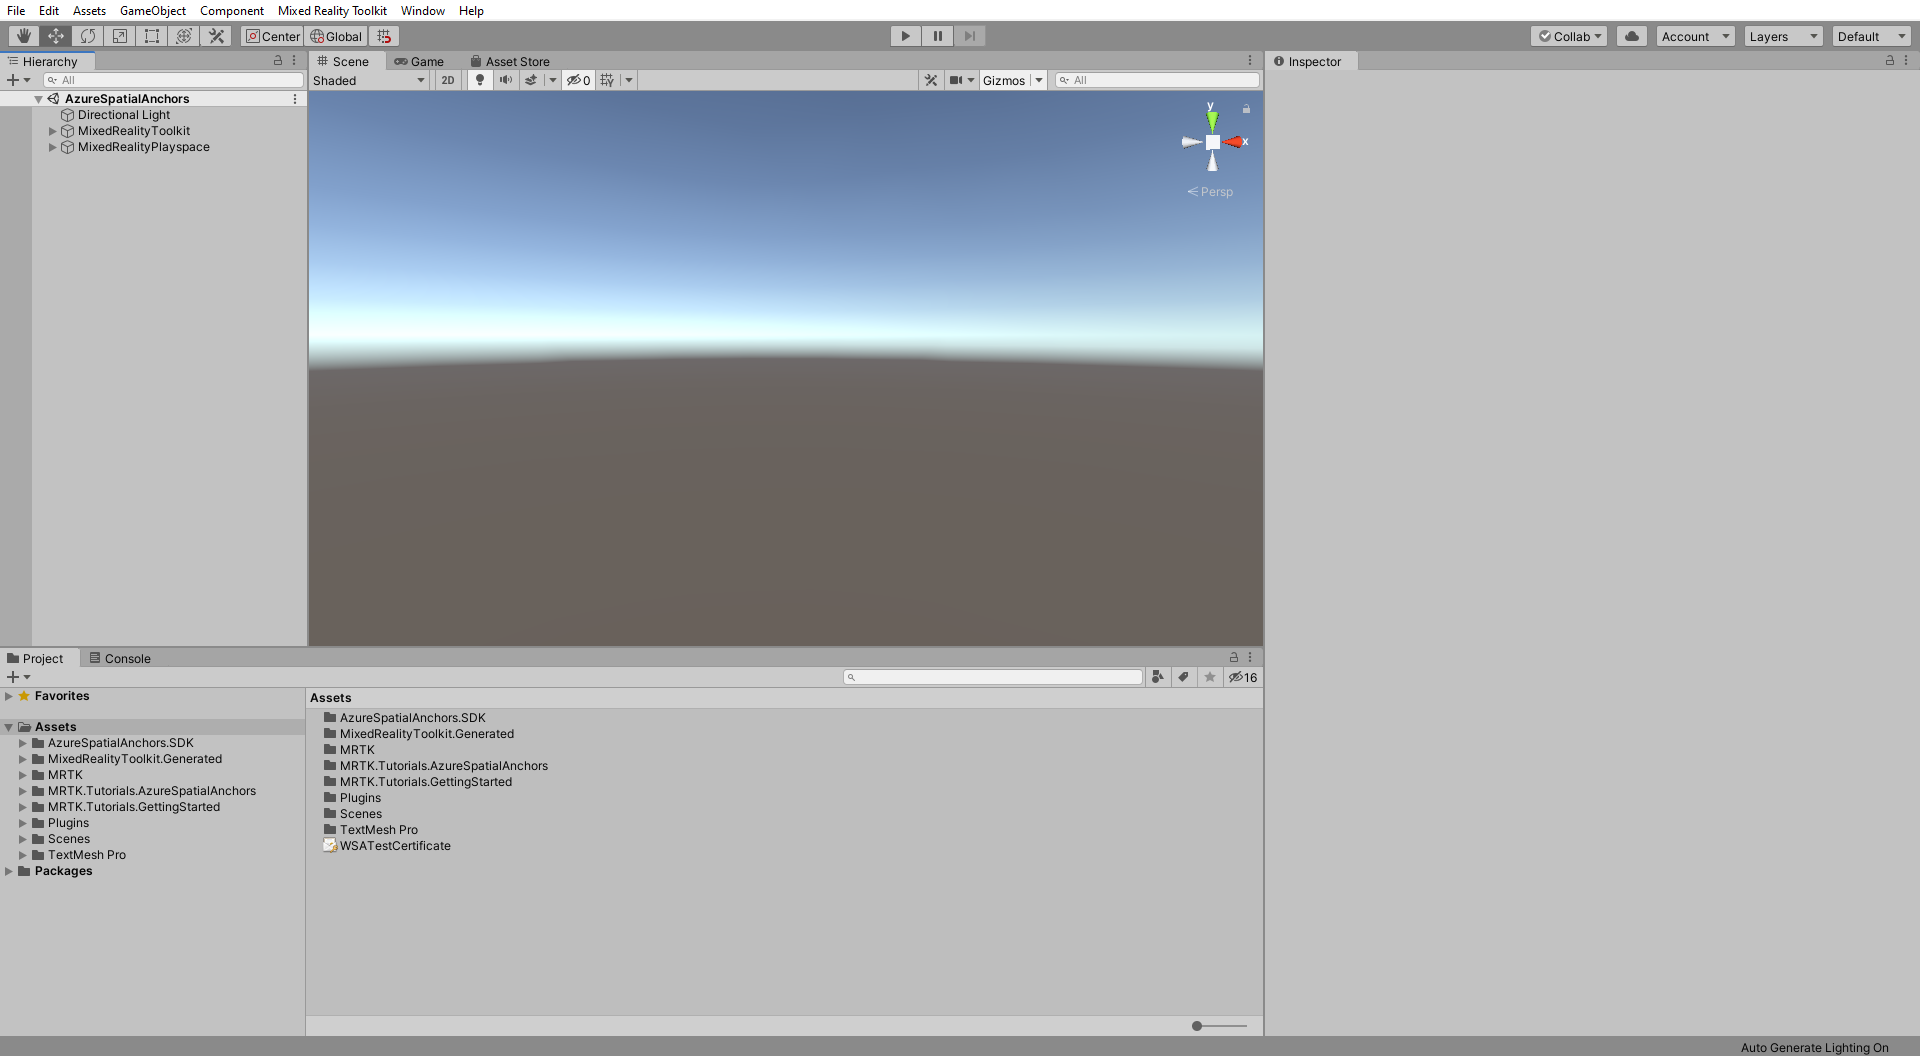 File Edit Assets GameObject Component Mixed Reality Toolkit Window Help
Center Global Collab Account Layers Default
Hierarchy
All
AzureSpatialAnchors
Directional Light
MixedRealityToolkit
MixedRealityPlayspace
Scene Game Asset Store
Shaded 2D 0 Gizmos All
y
x
Persp
Inspector
Project Console
16
Favorites
Assets
AzureSpatialAnchors.SDK
MixedRealityToolkit.Generated
MRTK
MRTK.Tutorials.AzureSpatialAnchors
MRTK.Tutorials.GettingStarted
Plugins
Scenes
TextMesh Pro
Packages
Assets
AzureSpatialAnchors.SDK
MixedRealityToolkit.Generated
MRTK
MRTK.Tutorials.AzureSpatialAnchors
MRTK.Tutorials.GettingStarted
Plugins
Scenes
TextMesh Pro
WSATestCertificate
Auto Generate Lighting On